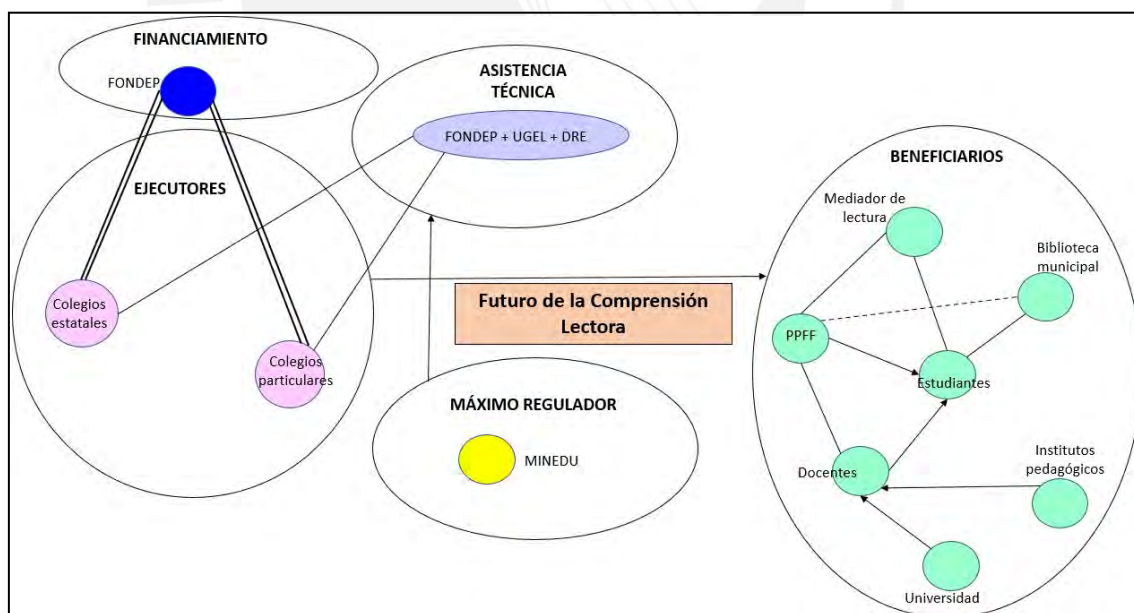 FINANCIAMIENTO
FONDEP
ASISTENCIA
TÉCNICA
FONDEP + UGEL + DRE
EJECUTORES
Colegios
estatales
Colegios
particulares
Futuro de la Comprensión
Lectora
MÁXIMO REGULADOR
MINEDU
BENEFICIARIOS
Mediador de
lectura
Biblioteca
municipal
PPFF
Estudiantes
Docentes
Institutos
pedagógicos
Universidad